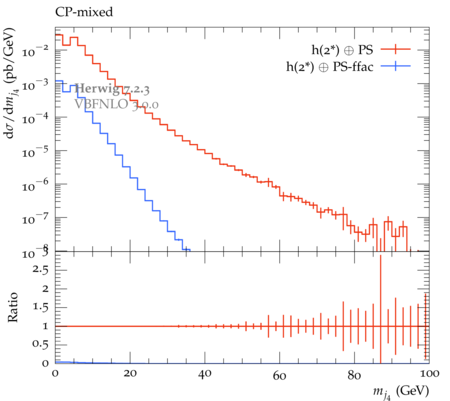 CP-mixed
dσ/dm_{j_4} (pb/GeV)
10^{−2}
10^{−3}
10^{−4}
10^{−5}
10^{−6}
10^{−7}
10^{−8}
h(2*) ⊕ PS
h(2*) ⊕ PS-ffac
Herwig 7.2.3
VBFNLO 3.0.0
Ratio
2.5
2
1.5
1
0.5
0
0 20 40 60 80 100
m_{j_4} (GeV)